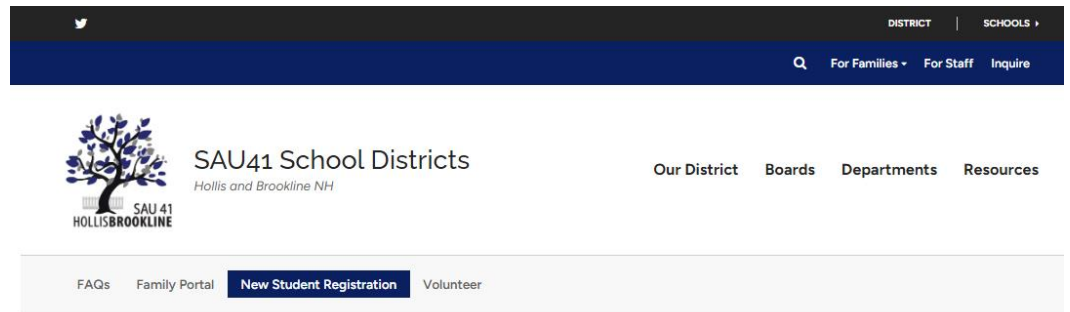 DISTRICT | SCHOOLS
For Families For Staff Inquire
SAU41 School Districts
Hollis and Brookline NH
SAU 41
HOLLISBROOKLINE
Our District Boards Departments Resources
FAQs Family Portal New Student Registration Volunteer